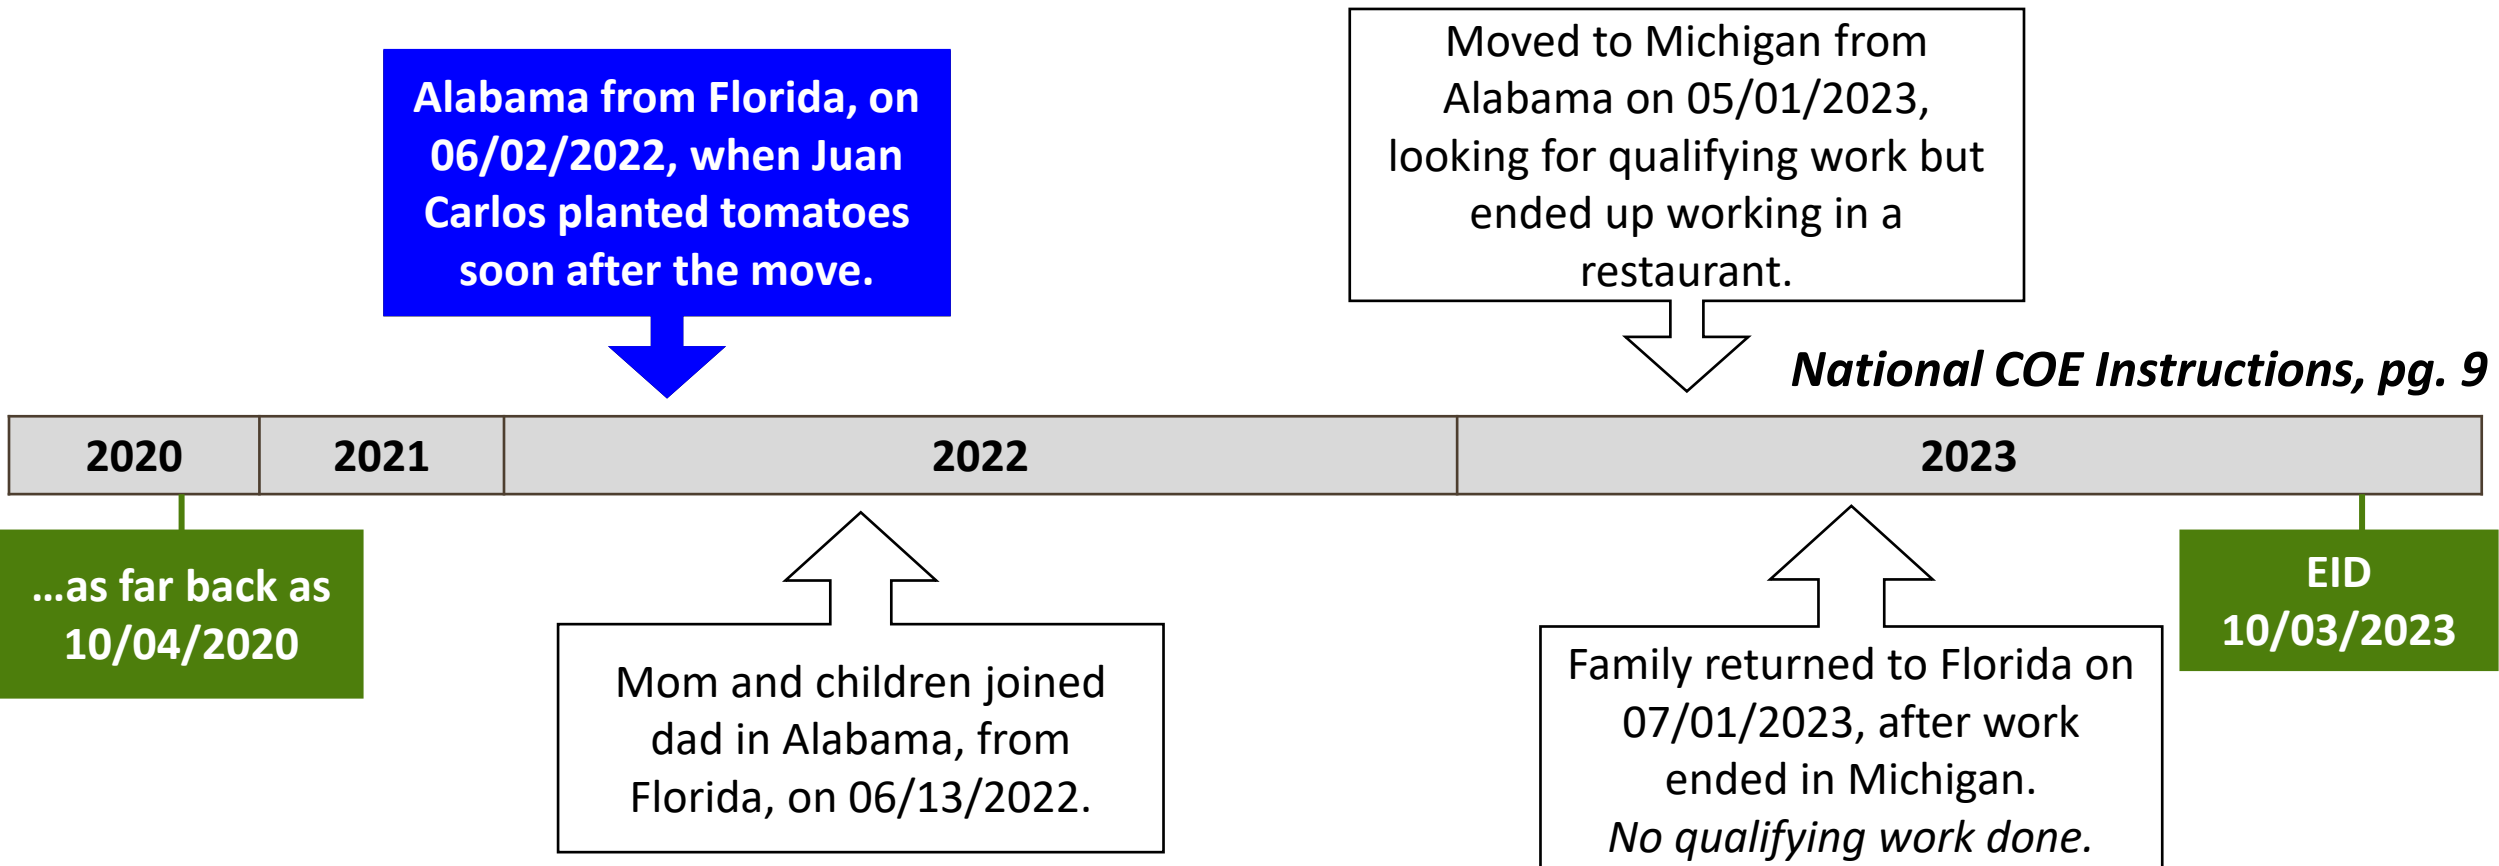 Alabama from Florida, on
06/02/2022, when Juan
Carlos planted tomatoes
soon after the move.
Moved to Michigan from
Alabama on 05/01/2023,
looking for qualifying work but
ended up working in a
restaurant.
National COE Instructions, pg. 9
2020
2021
2022
2023
...as far back as
10/04/2020
Mom and children joined
dad in Alabama, from
Florida, on 06/13/2022.
Family returned to Florida on
07/01/2023, after work
ended in Michigan.
No qualifying work done.
EID
10/03/2023